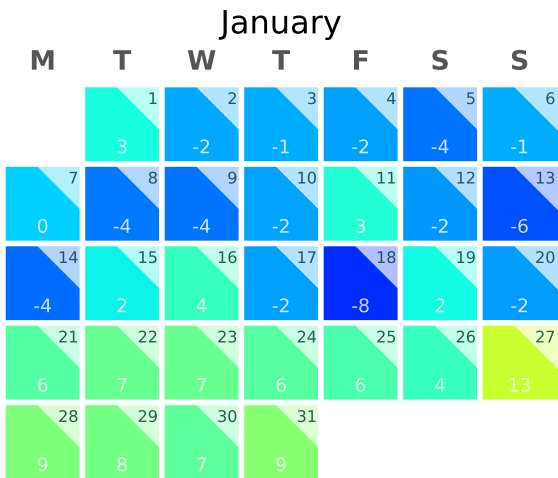 January
M T W T F S S
1 2 3 4 5 6
3 -2 -1 -2 -4 -1
7 8 9 10 11 12 13
0 -4 -4 -2 3 -2 -6
14 15 16 17 18 19 20
-4 2 4 -2 -8 2 -2
21 22 23 24 25 26 27
6 7 7 6 6 4 13
28 29 30 31
9 8 7 9